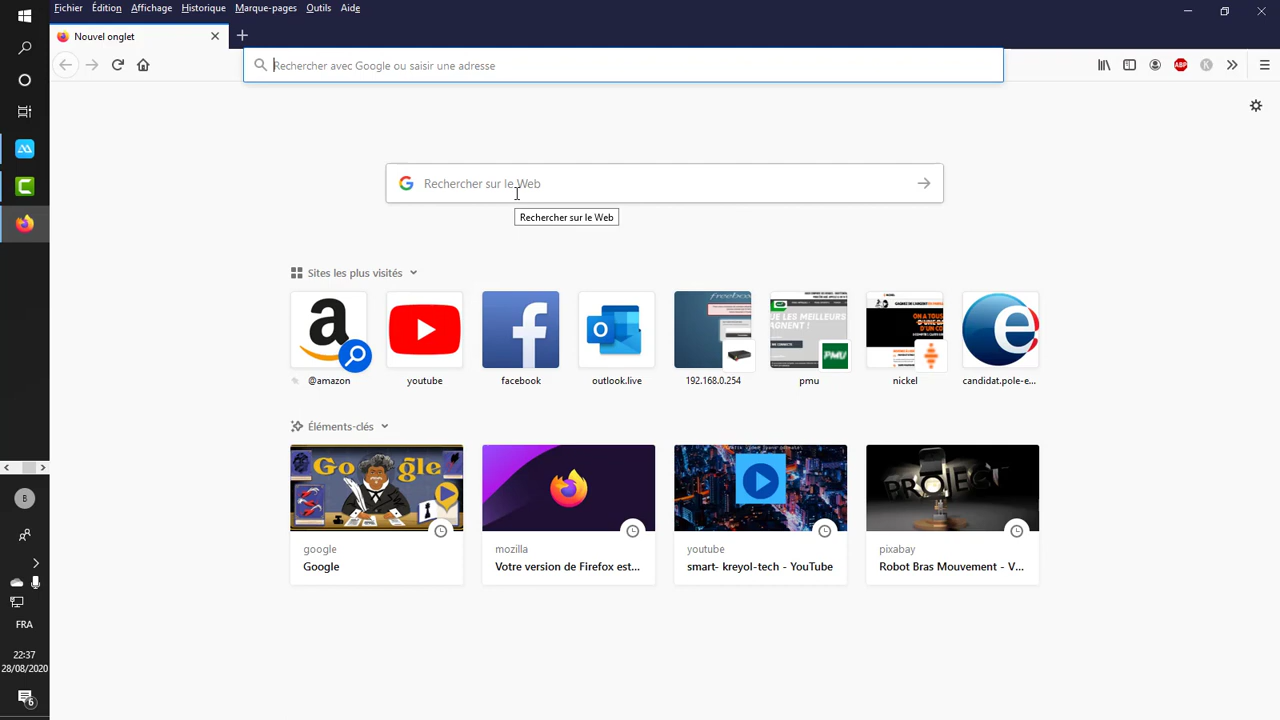 Fichier Édition Affichage Historique Marque-pages Outils Aide
Nouvel onglet
Rechercher avec Google ou saisir une adresse
ABP
K
Rechercher sur le Web
Rechercher sur le Web
Sites les plus visités
@amazon
youtube
facebook
outlook.live
192.168.0.254
pmu
nickel
candidat.pole-e...
Éléments-clés
google
Google
mozilla
Votre version de Firefox est...
youtube
smart- kreyol-tech - YouTube
pixabay
Robot Bras Mouvement - V...
B
FRA
22:37
28/08/2020
6